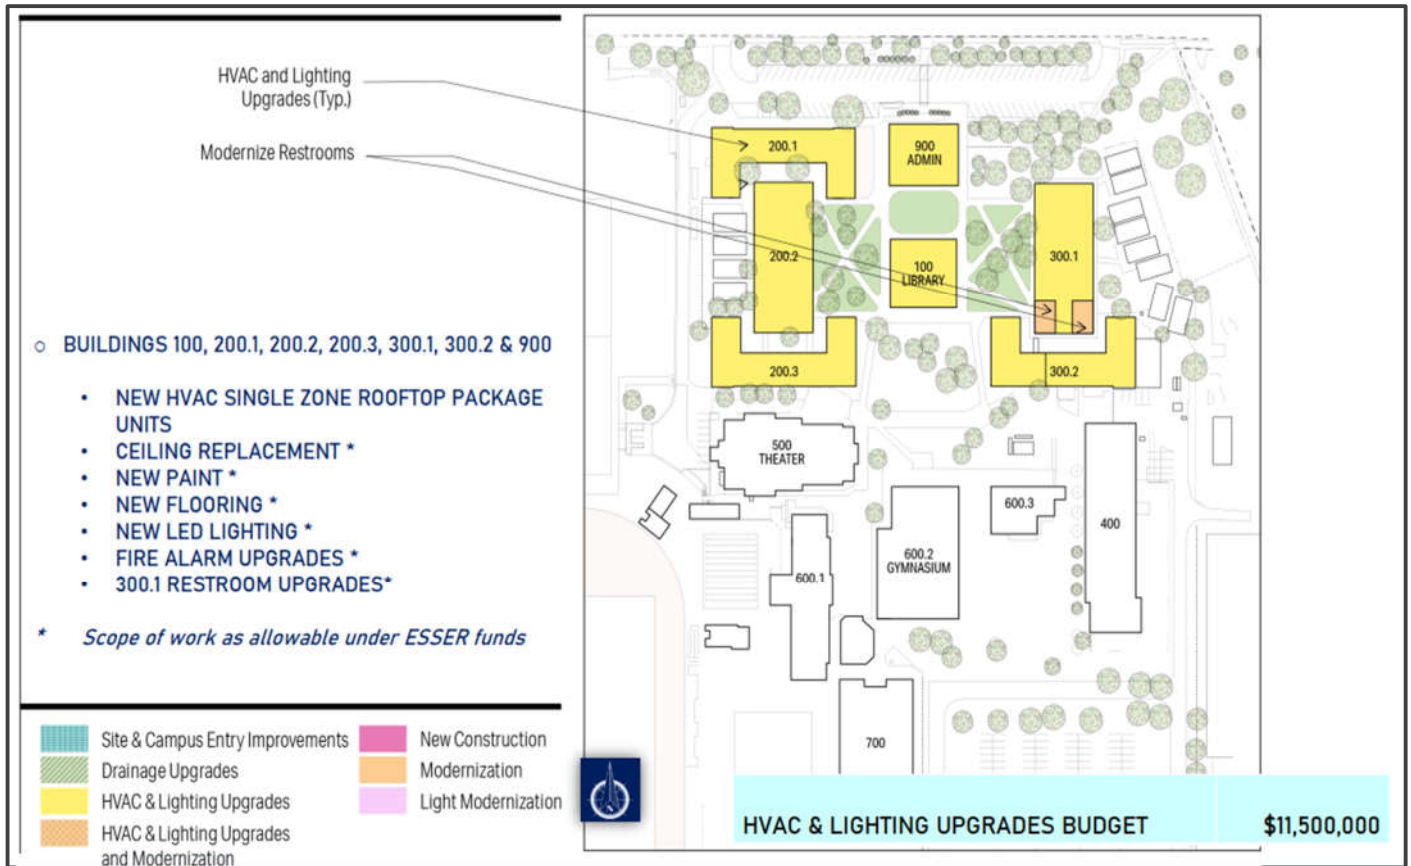 HVAC and Lighting
Upgrades (Typ.)
Modernize Restrooms
○ BUILDINGS 100, 200.1, 200.2, 200.3, 300.1, 300.2 & 900
• NEW HVAC SINGLE ZONE ROOFTOP PACKAGE
UNITS
• CEILING REPLACEMENT *
• NEW PAINT *
• NEW FLOORING *
• NEW LED LIGHTING *
• FIRE ALARM UPGRADES *
• 300.1 RESTROOM UPGRADES*
* Scope of work as allowable under ESSER funds
Site & Campus Entry Improvements
Drainage Upgrades
HVAC & Lighting Upgrades
HVAC & Lighting Upgrades
and Modernization
New Construction
Modernization
Light Modernization
200.1
900
ADMIN
200.2
100
LIBRARY
300.1
200.3
300.2
500
THEATER
600.3
400
600.2
GYMNASIUM
600.1
700
HVAC & LIGHTING UPGRADES BUDGET $11,500,000